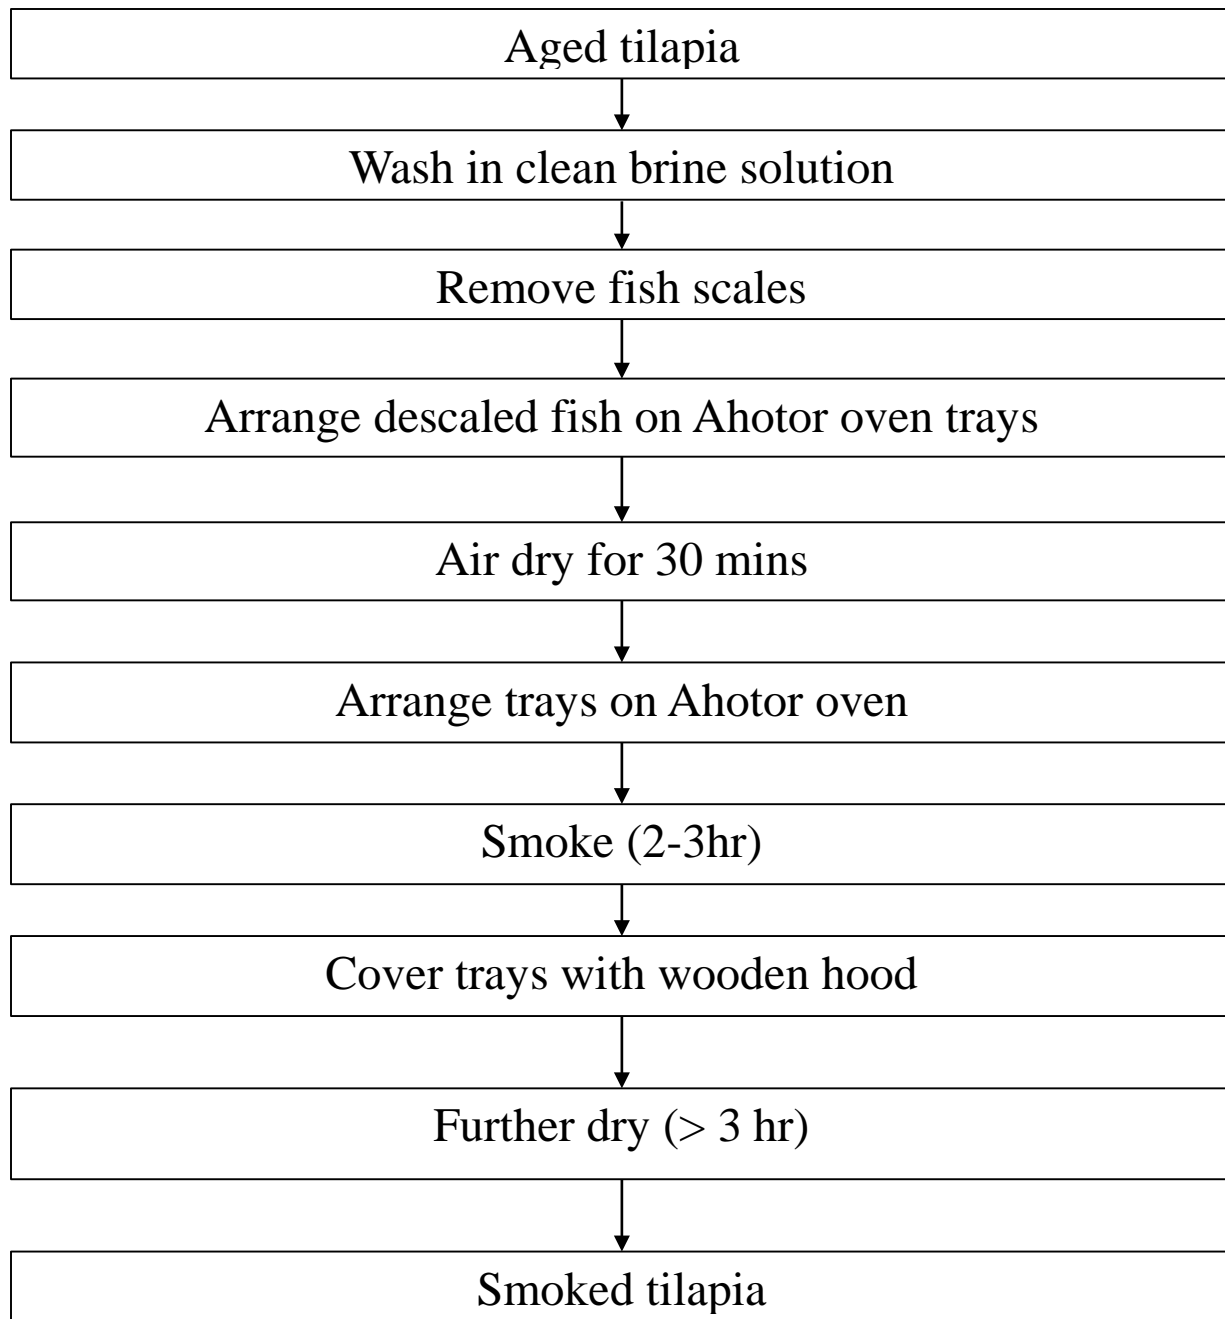 Aged tilapia
Wash in clean brine solution
Remove fish scales
Arrange descaled fish on Ahotor oven trays
Air dry for 30 mins
Arrange trays on Ahotor oven
Smoke (2-3hr)
Cover trays with wooden hood
Further dry (> 3 hr)
Smoked tilapia